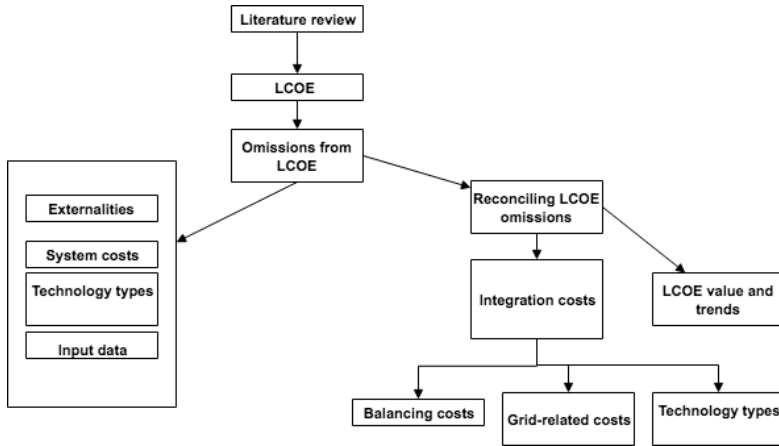 Literature review
LCOE
Omissions from
LCOE
Externalities
System costs
Technology types
Input data
Reconciling LCOE
omissions
Integration costs
LCOE value and
trends
Balancing costs
Grid-related costs
Technology types